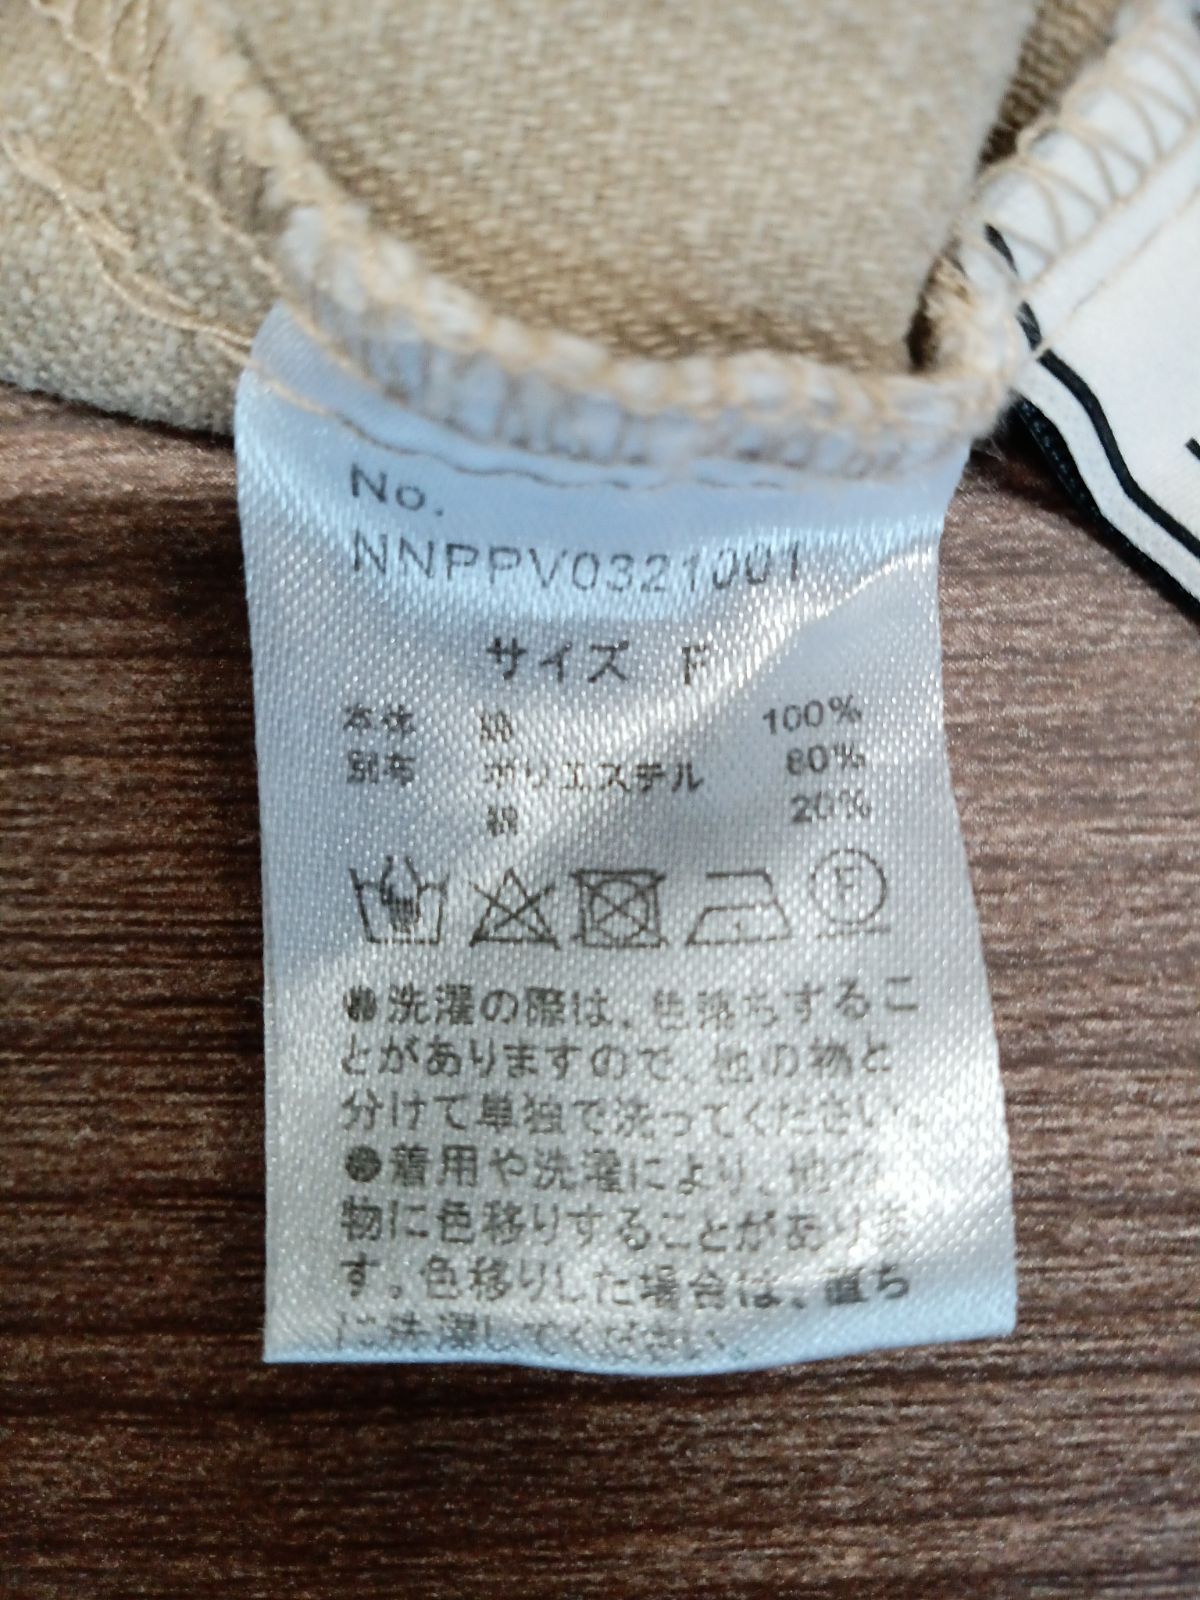 No.
NNPPV0321001
サイズ F
本体 綿 100%
別布 ポリエステル 80%
綿 20%
F
●洗濯の際は、色落ちするこ
とがありますので、他の物と
分けて単独で洗ってください。
●着用や洗濯により、他の
物に色移りすることがありま
す。色移りした場合は、直ち
に洗濯してください。